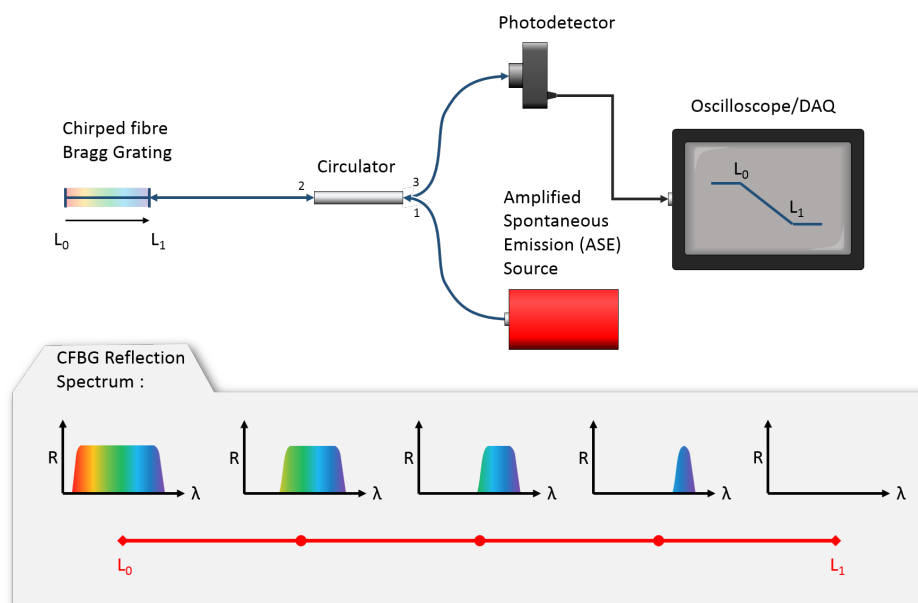 Photodetector
Oscilloscope/DAQ
Chirped fibre
Bragg Grating
Circulator
2
3
1
L0
L1
L0
L1
Amplified
Spontaneous
Emission (ASE)
Source
CFBG Reflection
Spectrum :
R
λ
R
λ
R
λ
R
λ
R
λ
L0
L1